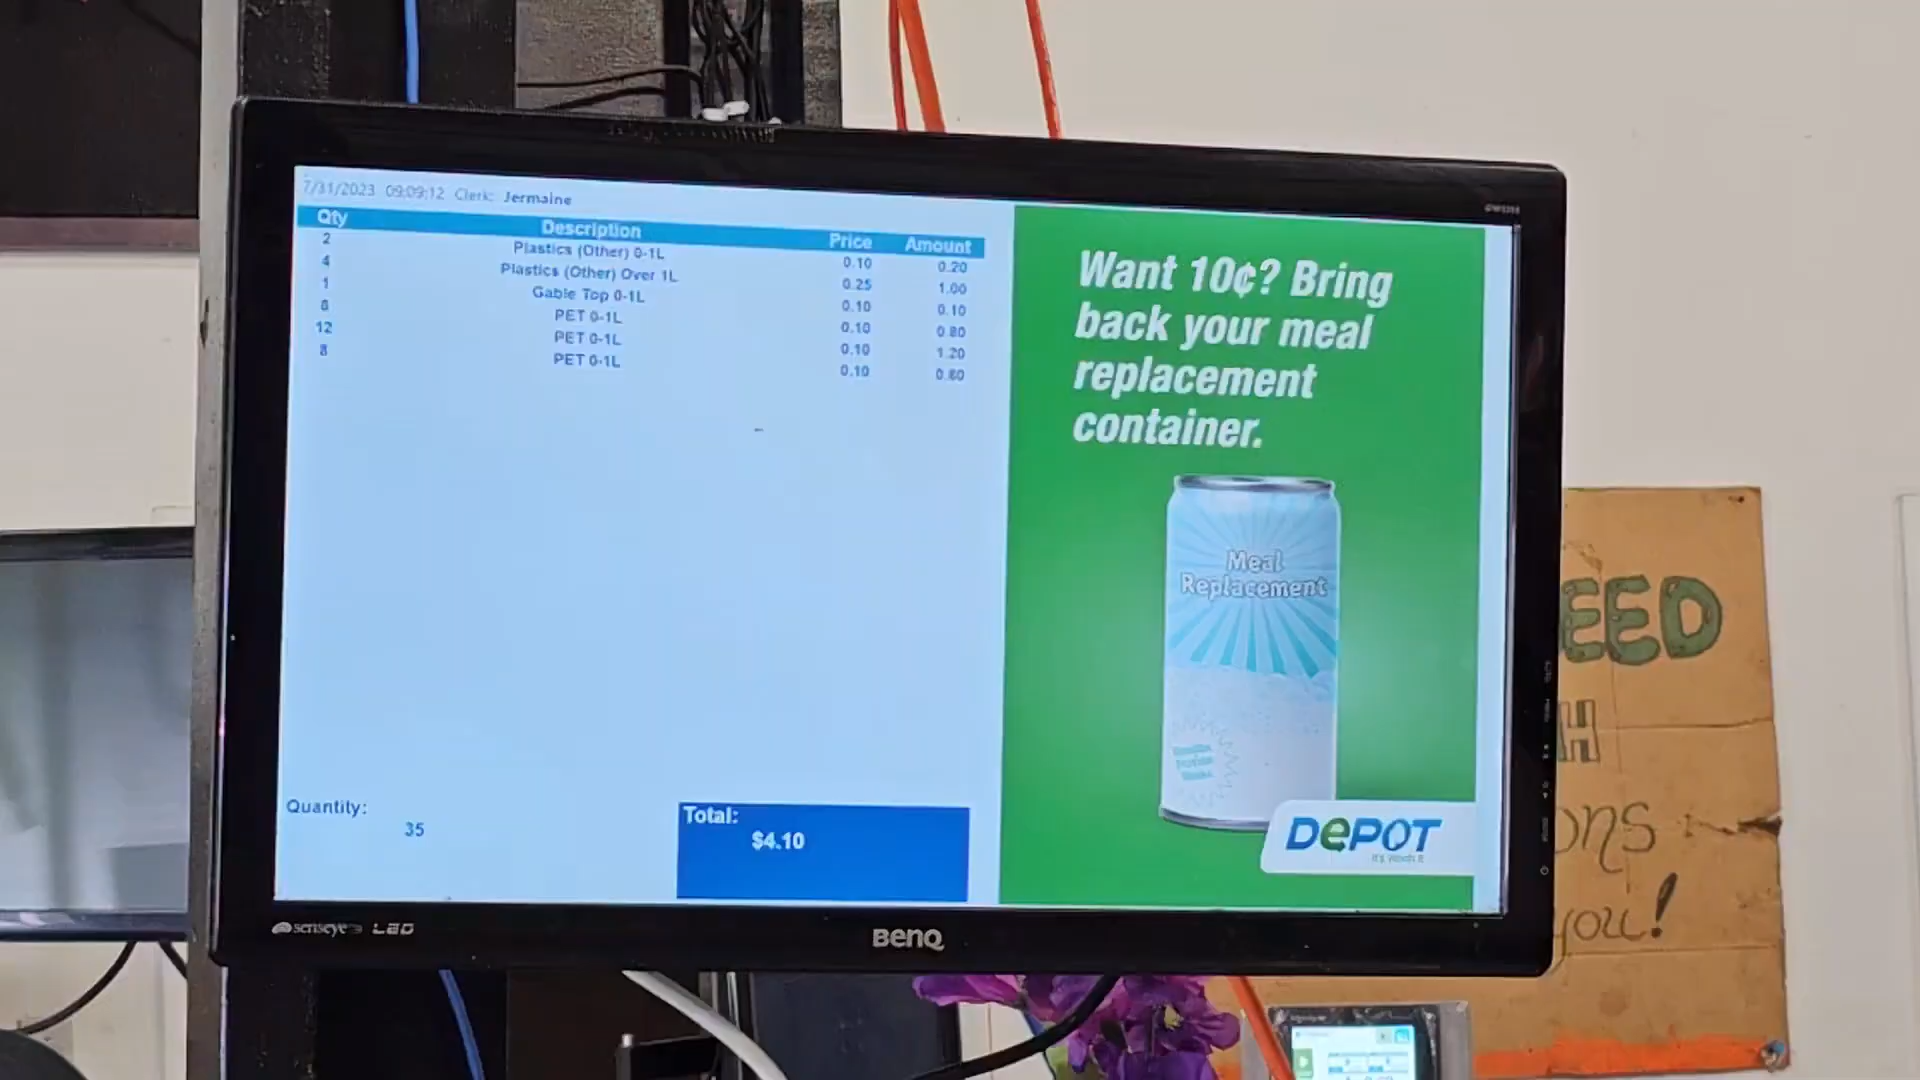 7/31/2023 09:09:12 Clerk: Jermaine
Qty Description Price Amount
2 Plastics (Other) 0-1L 0.10 0.20
4 Plastics (Other) Over 1L 0.25 1.00
1 Gable Top 0-1L 0.10 0.10
8 PET 0-1L 0.10 0.80
12 PET 0-1L 0.10 1.20
8 PET 0-1L 0.10 0.80
Quantity:
35
Total:
$4.10
Want 10¢? Bring
back your meal
replacement
container.
Meal
Replacement
DEPOT
It's Worth It
senseye3 LED
BenQ
EED
H
ons
you!